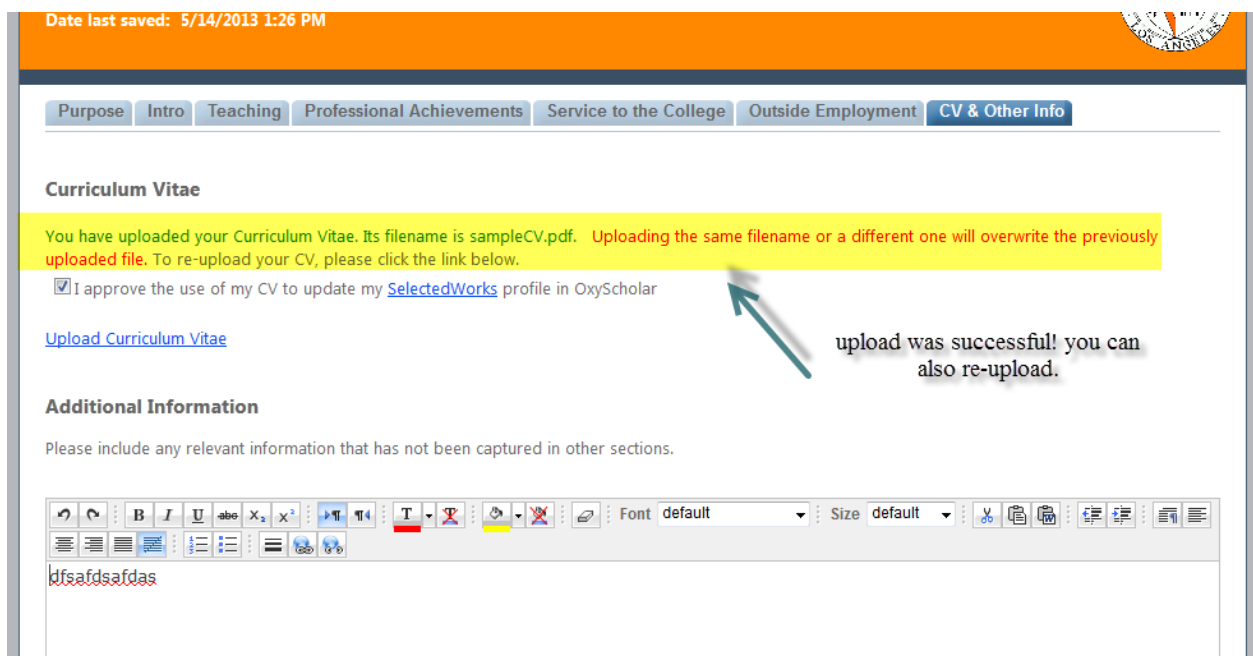 Date last saved: 5/14/2013 1:26 PM
LOS ANGELES
Purpose Intro Teaching Professional Achievements Service to the College Outside Employment CV & Other Info
Curriculum Vitae
You have uploaded your Curriculum Vitae. Its filename is sampleCV.pdf. Uploading the same filename or a different one will overwrite the previously
uploaded file. To re-upload your CV, please click the link below.
I approve the use of my CV to update my SelectedWorks profile in OxyScholar
Upload Curriculum Vitae
upload was successful! you can
also re-upload.
Additional Information
Please include any relevant information that has not been captured in other sections.
B I U abc X₂ X² T T Font default Size default
dfsafdsafdas